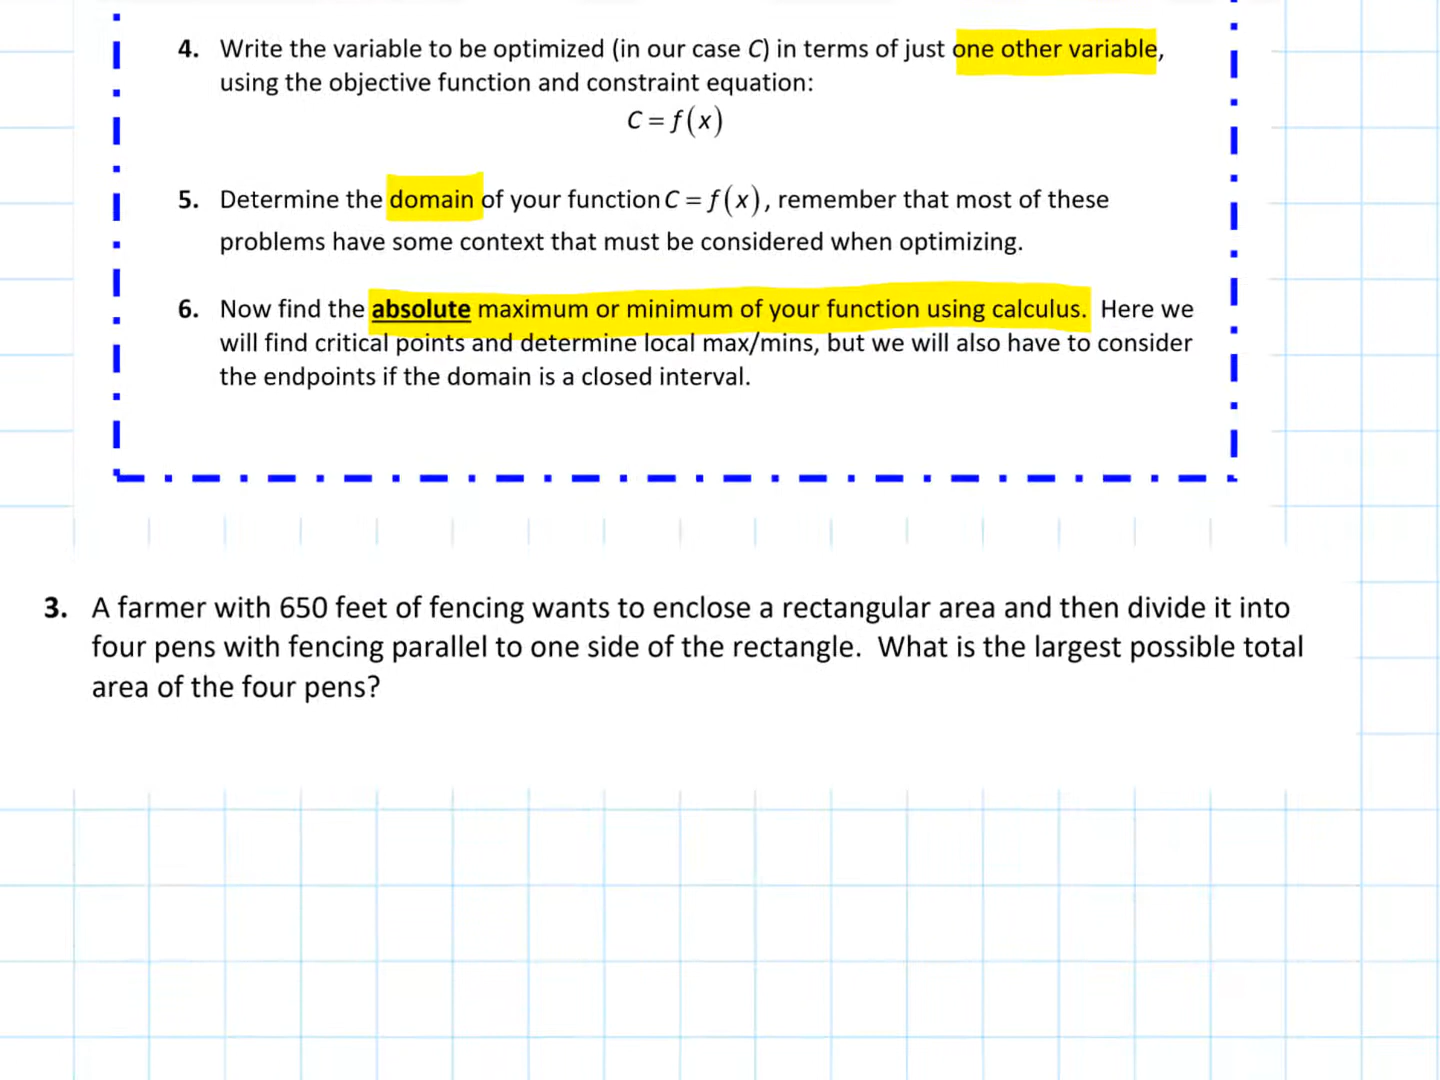 4. Write the variable to be optimized (in our case C) in terms of just one other variable,
using the objective function and constraint equation:
C = f(x)
5. Determine the domain of your function C = f(x), remember that most of these
problems have some context that must be considered when optimizing.
6. Now find the absolute maximum or minimum of your function using calculus. Here we
will find critical points and determine local max/mins, but we will also have to consider
the endpoints if the domain is a closed interval.
3. A farmer with 650 feet of fencing wants to enclose a rectangular area and then divide it into
four pens with fencing parallel to one side of the rectangle. What is the largest possible total
area of the four pens?